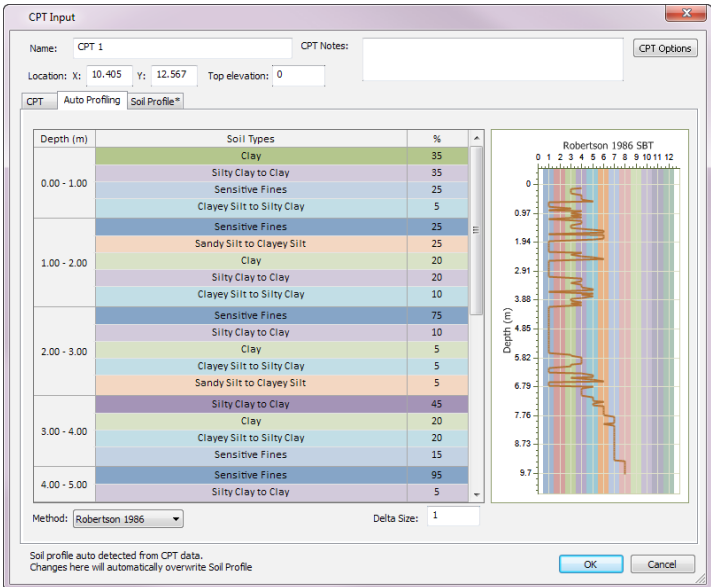 CPT Input
Name: CPT 1 CPT Notes: CPT Options
Location: X: 10.405 Y: 12.567 Top elevation: 0
CPT Auto Profiling Soil Profile*
Depth (m) Soil Types %
0.00 - 1.00
Clay 35
Silty Clay to Clay 35
Sensitive Fines 25
Clayey Silt to Silty Clay 5
1.00 - 2.00
Sensitive Fines 25
Sandy Silt to Clayey Silt 25
Clay 20
Silty Clay to Clay 20
Clayey Silt to Silty Clay 10
2.00 - 3.00
Sensitive Fines 75
Silty Clay to Clay 10
Clay 5
Clayey Silt to Silty Clay 5
Sandy Silt to Clayey Silt 5
3.00 - 4.00
Silty Clay to Clay 45
Clay 20
Clayey Silt to Silty Clay 20
Sensitive Fines 15
4.00 - 5.00
Sensitive Fines 95
Silty Clay to Clay 5
Robertson 1986 SBT
0 1 2 3 4 5 6 7 8 9 10 11 12
Depth (m)
0
0.97
1.94
2.91
3.88
4.85
5.82
6.79
7.76
8.73
9.7
Method: Robertson 1986 Delta Size: 1
Soil profile auto detected from CPT data.
Changes here will automatically overwrite Soil Profile
OK Cancel